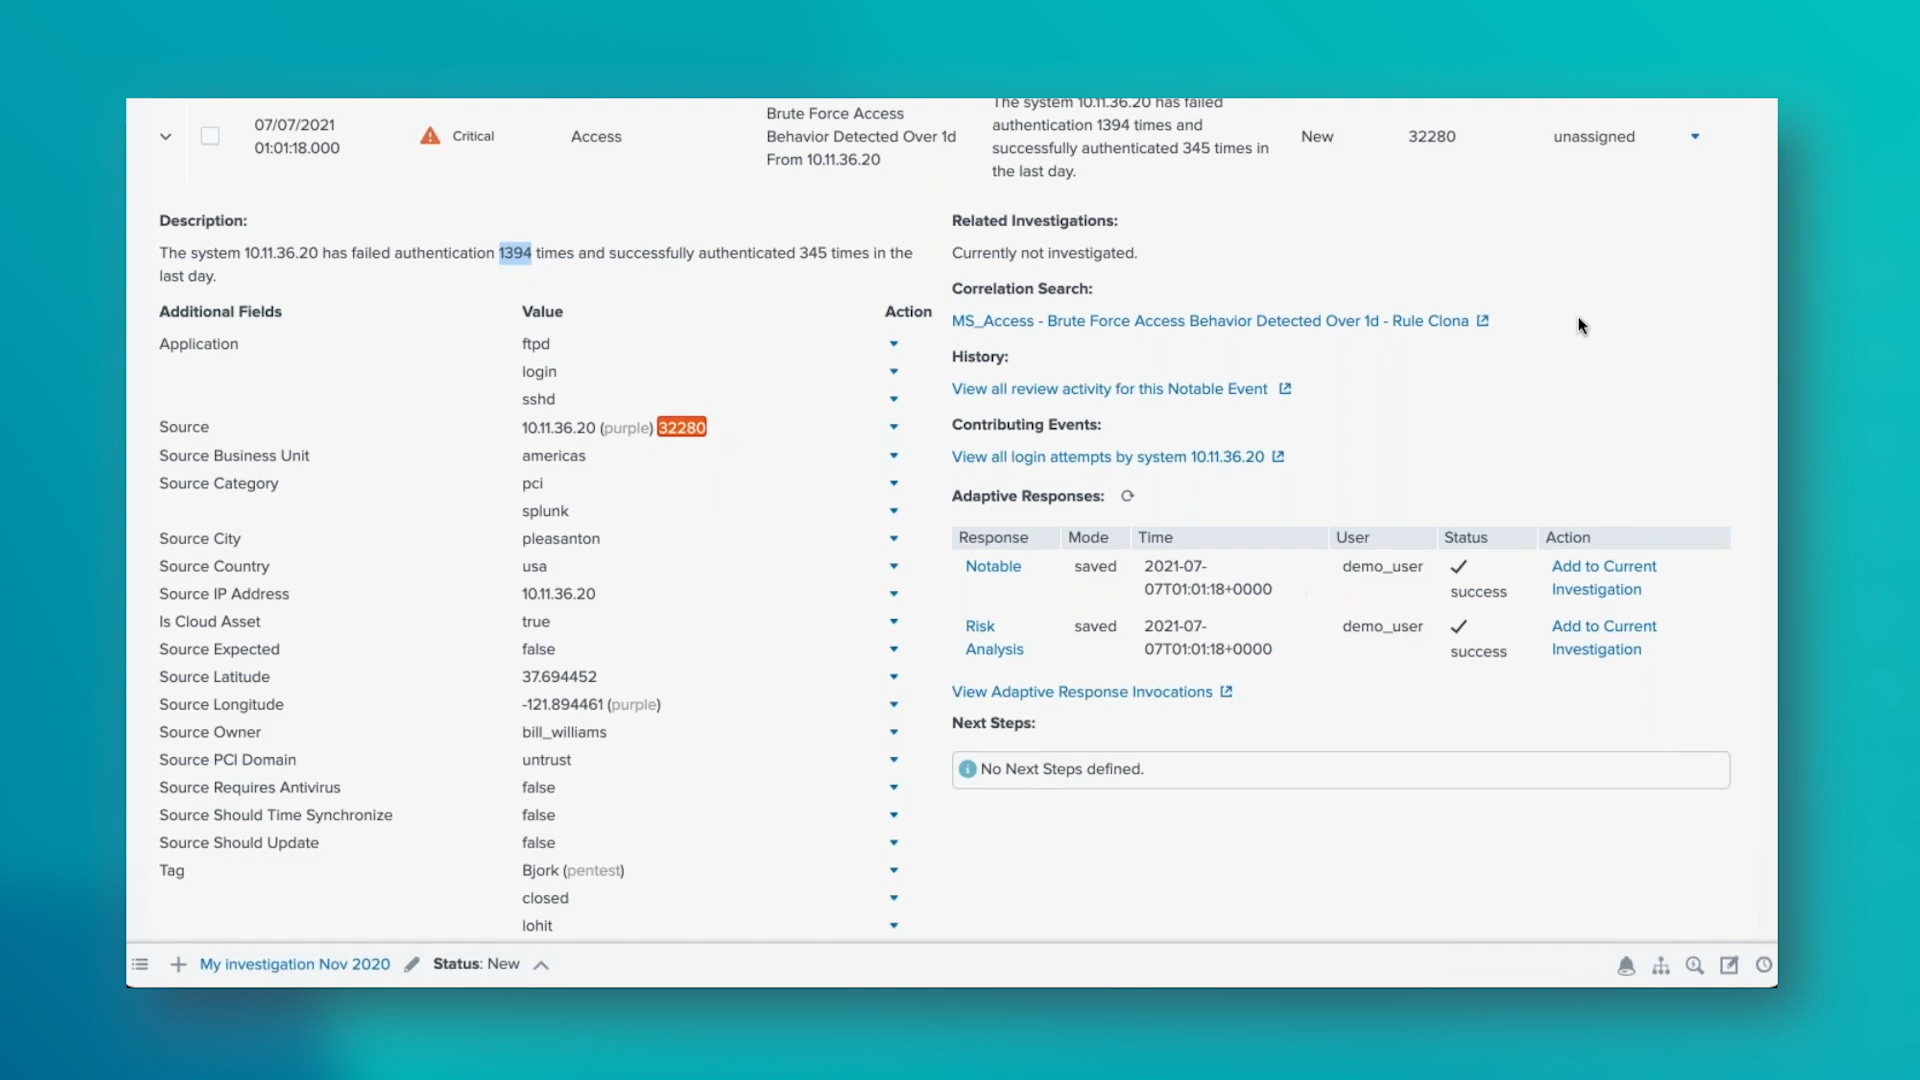 07/07/2021
01:01:18.000
Critical
Access
Brute Force Access
Behavior Detected Over 1d
From 10.11.36.20
The system 10.11.36.20 has failed
authentication 1394 times and
successfully authenticated 345 times in
the last day.
New
32280
unassigned
Description:
The system 10.11.36.20 has failed authentication 1394 times and successfully authenticated 345 times in the
last day.
Additional Fields Value Action
Application ftpd
login
sshd
Source 10.11.36.20 (purple) 32280
Source Business Unit americas
Source Category pci
splunk
Source City pleasanton
Source Country usa
Source IP Address 10.11.36.20
Is Cloud Asset true
Source Expected false
Source Latitude 37.694452
Source Longitude -121.894461 (purple)
Source Owner bill_williams
Source PCI Domain untrust
Source Requires Antivirus false
Source Should Time Synchronize false
Source Should Update false
Tag Bjork (pentest)
closed
lohit
Related Investigations:
Currently not investigated.
Correlation Search:
MS_Access - Brute Force Access Behavior Detected Over 1d - Rule Clona
History:
View all review activity for this Notable Event
Contributing Events:
View all login attempts by system 10.11.36.20
Adaptive Responses:
Response Mode Time User Status Action
Notable saved 2021-07-
07T01:01:18+0000 demo_user success Add to Current
Investigation
Risk
Analysis saved 2021-07-
07T01:01:18+0000 demo_user success Add to Current
Investigation
View Adaptive Response Invocations
Next Steps:
No Next Steps defined.
My investigation Nov 2020 Status: New